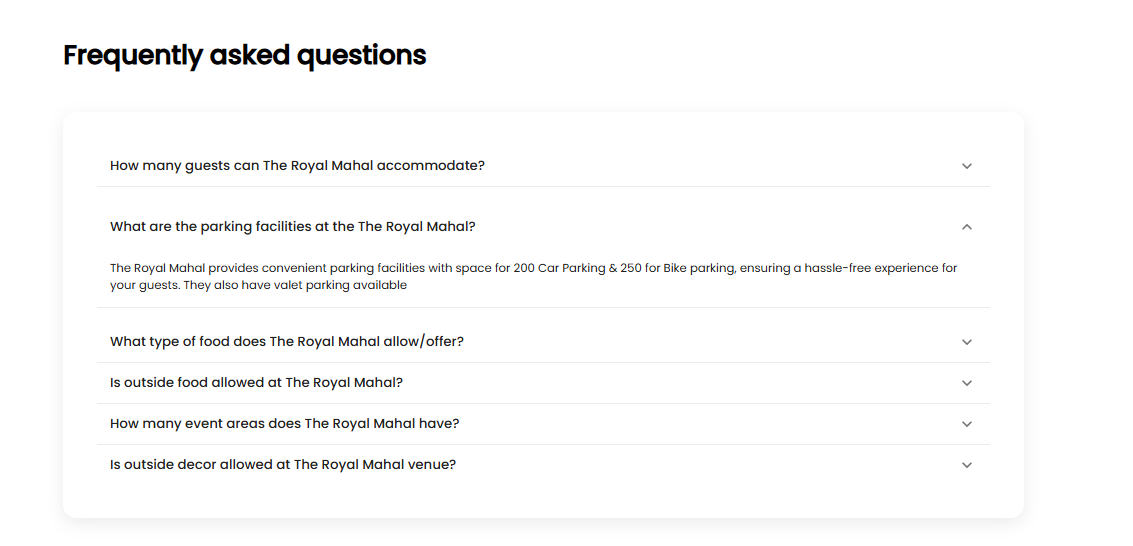 Frequently asked questions
How many guests can The Royal Mahal accommodate?
What are the parking facilities at the The Royal Mahal?
The Royal Mahal provides convenient parking facilities with space for 200 Car Parking & 250 for Bike parking, ensuring a hassle-free experience for
your guests. They also have valet parking available
What type of food does The Royal Mahal allow/offer?
Is outside food allowed at The Royal Mahal?
How many event areas does The Royal Mahal have?
Is outside decor allowed at The Royal Mahal venue?